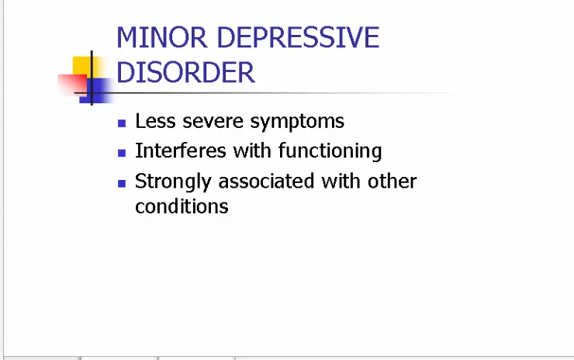 MINOR DEPRESSIVE
DISORDER
Less severe symptoms
Interferes with functioning
Strongly associated with other
conditions